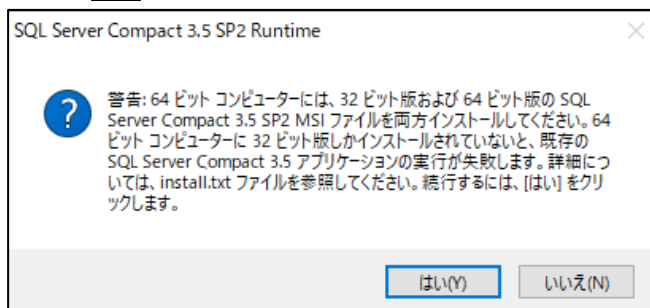 SQL Server Compact 3.5 SP2 Runtime
警告: 64 ビット コンピューターには、32 ビット版および 64 ビット版の SQL
Server Compact 3.5 SP2 MSI ファイルを両方インストールしてください。64
ビット コンピューターに 32 ビット版しかインストールされていないと、既存の
SQL Server Compact 3.5 アプリケーションの実行が失敗します。詳細につ
いては、install.txt ファイルを参照してください。続行するには、[はい] をクリ
ックします。
はい(Y)
いいえ(N)